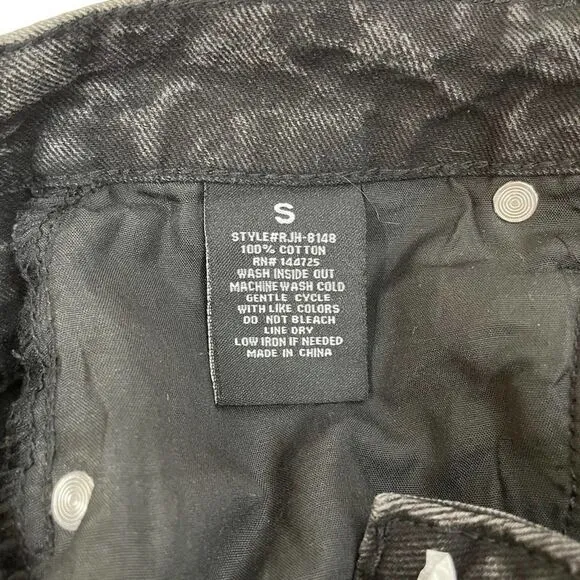 S
STYLE#RJH-8148
100% COTTON
RN# 144725
WASH INSIDE OUT
MACHINE WASH COLD
GENTLE CYCLE
WITH LIKE COLORS
DO NOT BLEACH
LINE DRY
LOW IRON IF NEEDED
MADE IN CHINA